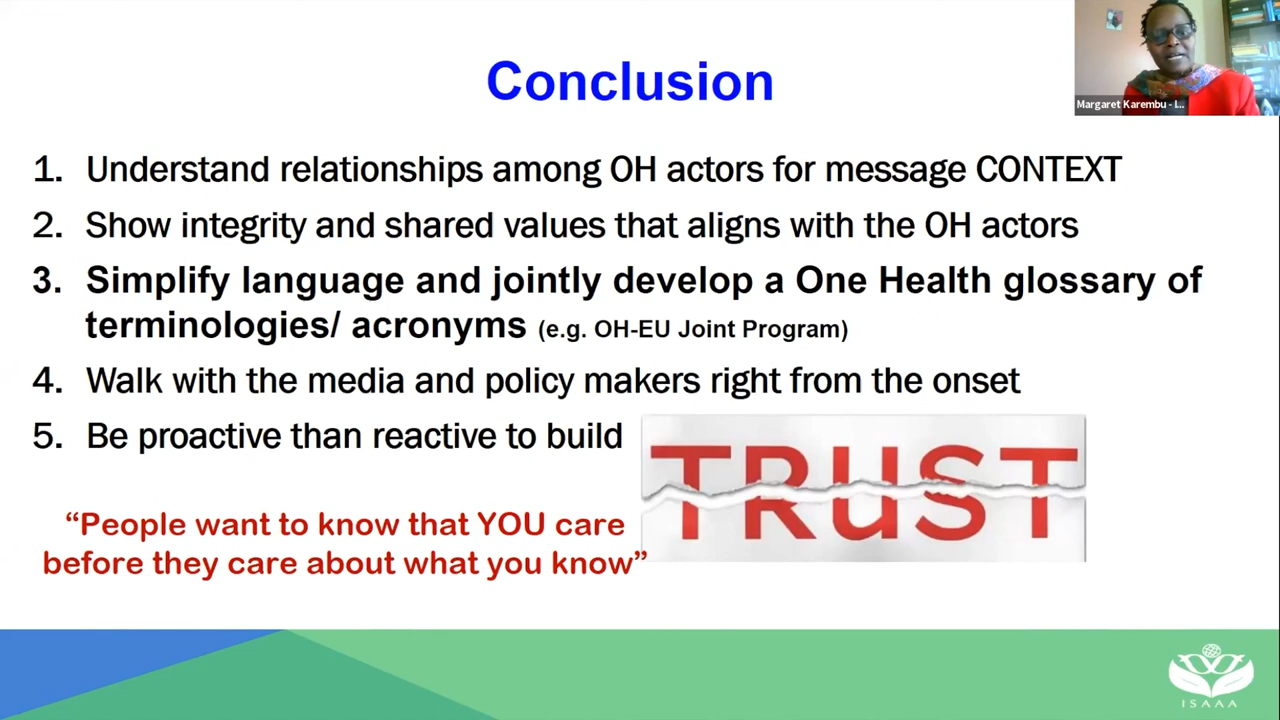 Conclusion
Margaret Karembu - I...
1. Understand relationships among OH actors for message CONTEXT
2. Show integrity and shared values that aligns with the OH actors
3. Simplify language and jointly develop a One Health glossary of
terminologies/ acronyms (e.g. OH-EU Joint Program)
4. Walk with the media and policy makers right from the onset
5. Be proactive than reactive to build
TRUST
“People want to know that YOU care
before they care about what you know”
ISAAA